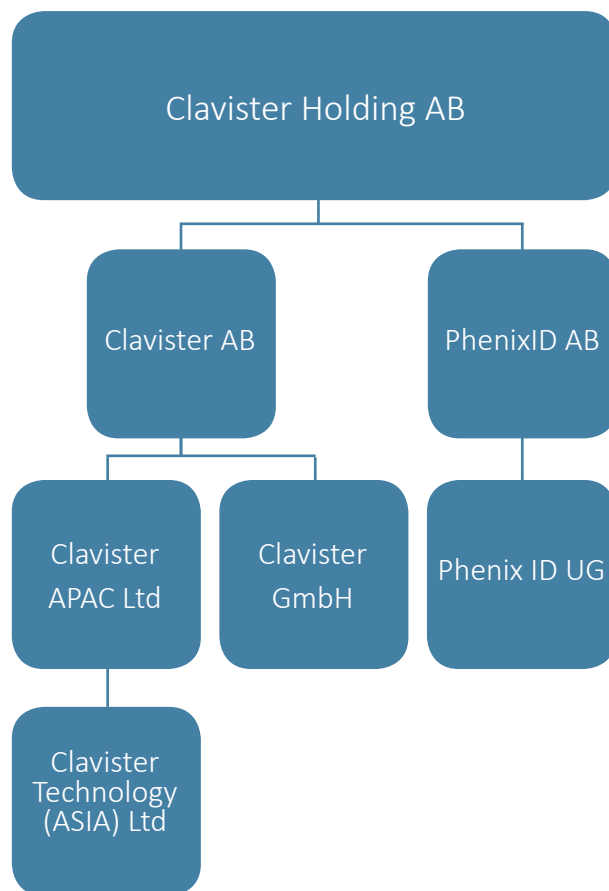 Clavister Holding AB
Clavister AB
PhenixID AB
Clavister
APAC Ltd
Clavister
GmbH
Phenix ID UG
Clavister
Technology
(ASIA) Ltd